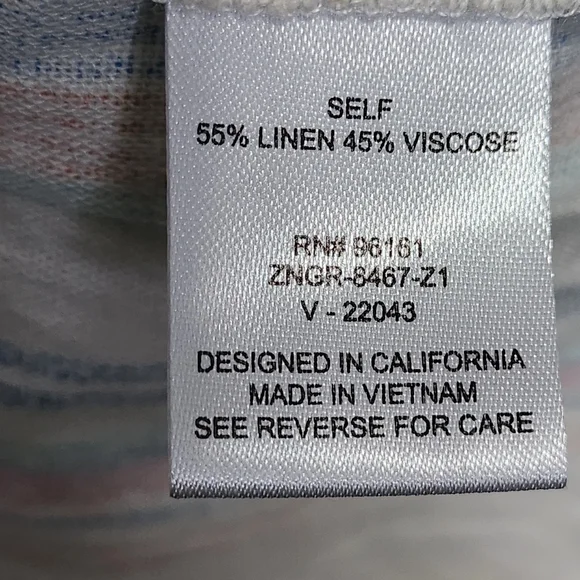 SELF
55% LINEN 45% VISCOSE
RN# 96161
ZNGR-8467-Z1
V - 22043
DESIGNED IN CALIFORNIA
MADE IN VIETNAM
SEE REVERSE FOR CARE